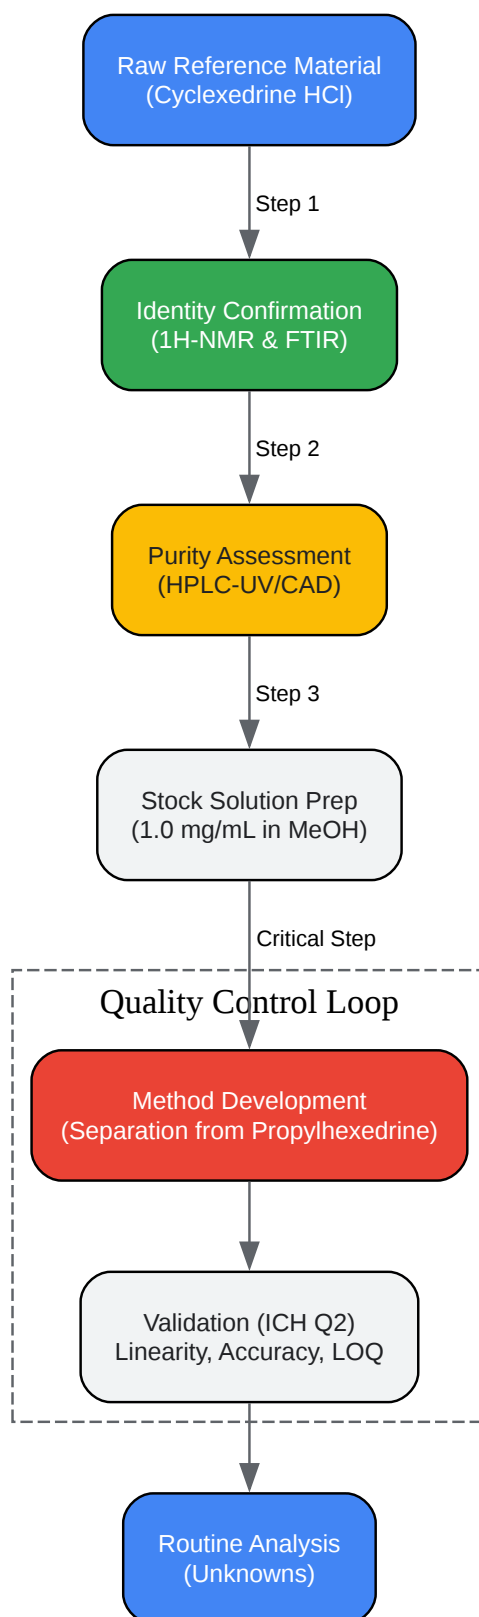 Raw Reference Material
(Cyclexedrine HCl)
Step 1
Identity Confirmation
(1H-NMR & FTIR)
Step 2
Purity Assessment
(HPLC-UV/CAD)
Step 3
Stock Solution Prep
(1.0 mg/mL in MeOH)
Critical Step
Quality Control Loop
Method Development
(Separation from Propylhexedrine)
Validation (ICH Q2)
Linearity, Accuracy, LOQ
Routine Analysis
(Unknowns)